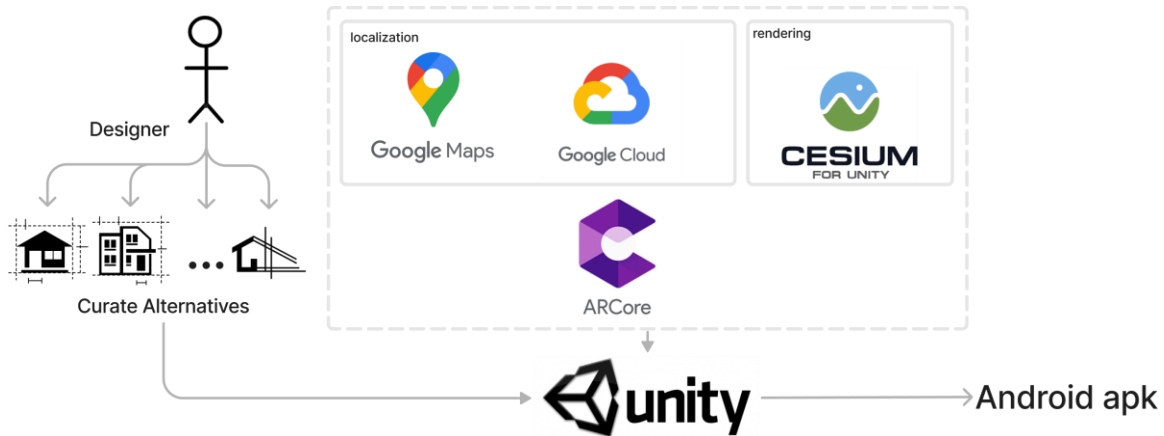 localization
rendering
Google Maps
Google Cloud
CESIUM
FOR UNITY
Designer
ARCore
Curate Alternatives
unity
Android apk